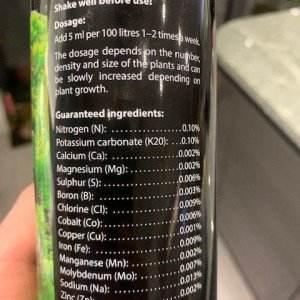 Shake well before use!
Dosage:
Add 5 ml per 100 litres 1–2 times a week.
The dosage depends on the number,
density and size of the plants and can
be slowly increased depending on
plant growth.
Guaranteed ingredients:
Nitrogen (N): ..................0.10%
Potassium carbonate (K20): ....0.10%
Calcium (Ca): ..................0.002%
Magnesium (Mg): ..............0.002%
Sulphur (S): ..................0.006%
Boron (B): ..................0.003%
Chlorine (Cl): ..................0.009%
Cobalt (Co): ..................0.006%
Copper (Cu): ..................0.001%
Iron (Fe): ..................0.009%
Manganese (Mn): ..............0.002%
Molybdenum (Mo): ............0.007%
Sodium (Na): ..................0.013%
Zinc (Zn): ..................0.002%